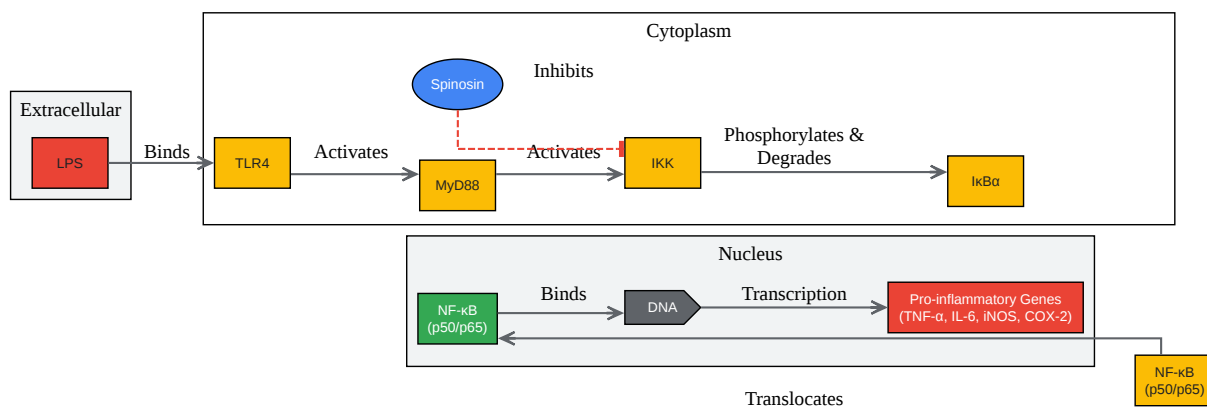 Cytoplasm
Spinosin
Inhibits
Extracellular
LPS
Binds
TLR4
Activates
MyD88
Activates
IKK
Phosphorylates &
Degrades
IκBα
Nucleus
NF-κB
(p50/p65)
Binds
DNA
Transcription
Pro-inflammatory Genes
(TNF-α, IL-6, iNOS, COX-2)
NF-κB
(p50/p65)
Translocates